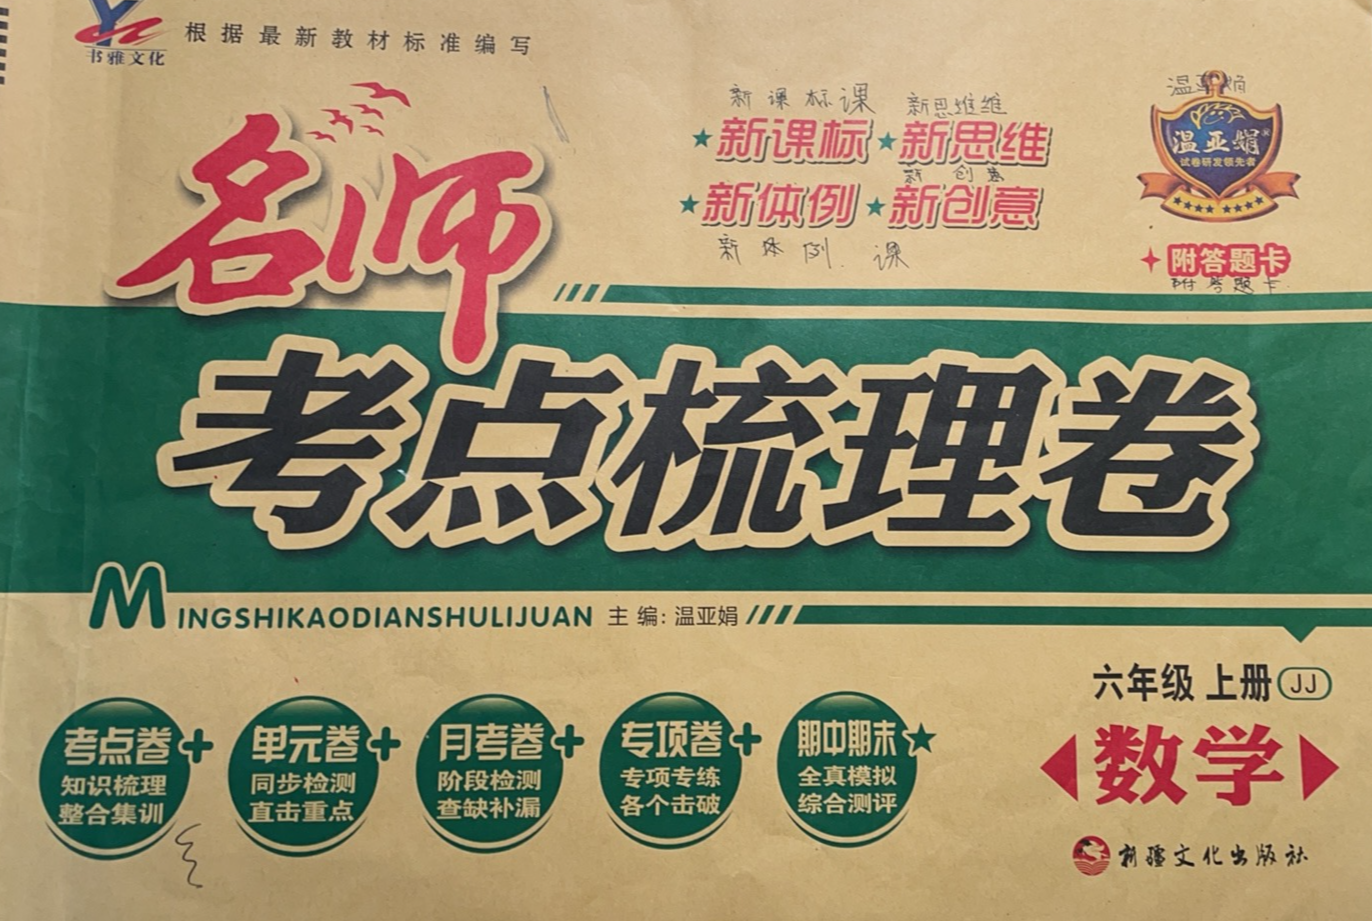 书雅文化
根据最新教材标准编写
名师
新课标课 新思维维
新课标 新思维
新创意
新体例 新创意
新体例.课
温亚娟
温亚娟®
试卷研发领先者
附答题卡
附答题卡.
考点梳理卷
MINGSHIKAODIANSHULIJUAN 主编:温亚娟
六年级 上册 JJ
数学
考点卷+
知识梳理
整合集训
单元卷+
同步检测
直击重点
月考卷+
阶段检测
查缺补漏
专项卷+
专项专练
各个击破
期中期末
全真模拟
综合测评
新疆文化出版社